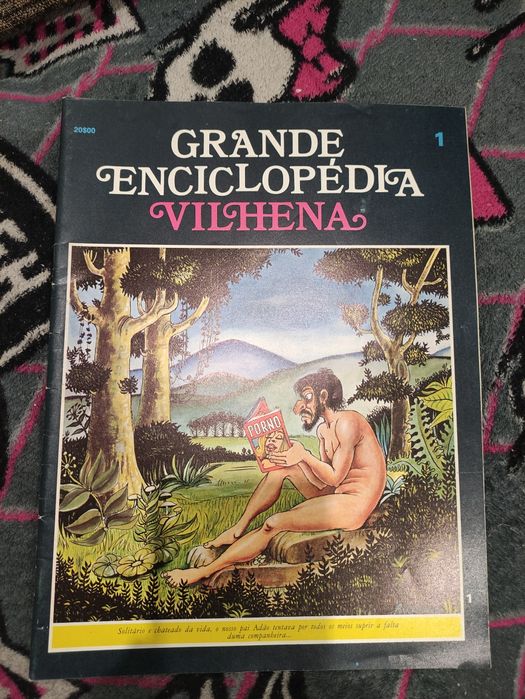 20$00
1
GRANDE
ENCICLOPÉDIA
VILHENA
PORNO
Solitário e chateado da vida, o nosso pai Adão tentava por todos os meios suprir a falta
duma companheira...
1